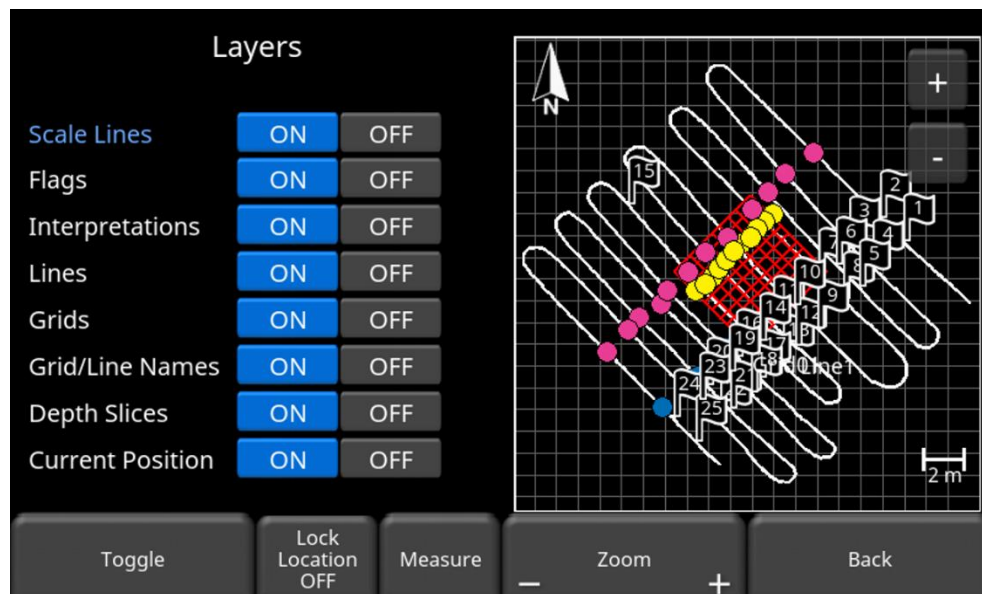 Layers
Scale Lines ON OFF
Flags ON OFF
Interpretations ON OFF
Lines ON OFF
Grids ON OFF
Grid/Line Names ON OFF
Depth Slices ON OFF
Current Position ON OFF
N
+
-
15
2
1
3
6
4
7
5
8
10
9
14
12
19
23
24
25
2 m
Toggle
Lock
Location
OFF
Measure
Zoom
− +
Back